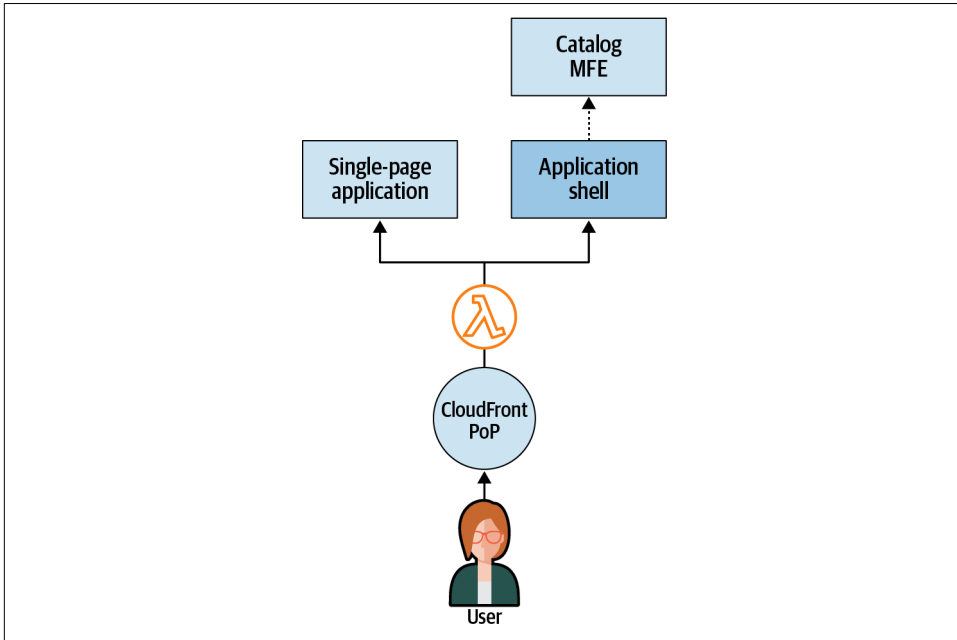 Catalog
MFE
Single-page
application
Application
shell
λ
CloudFront
PoP
User